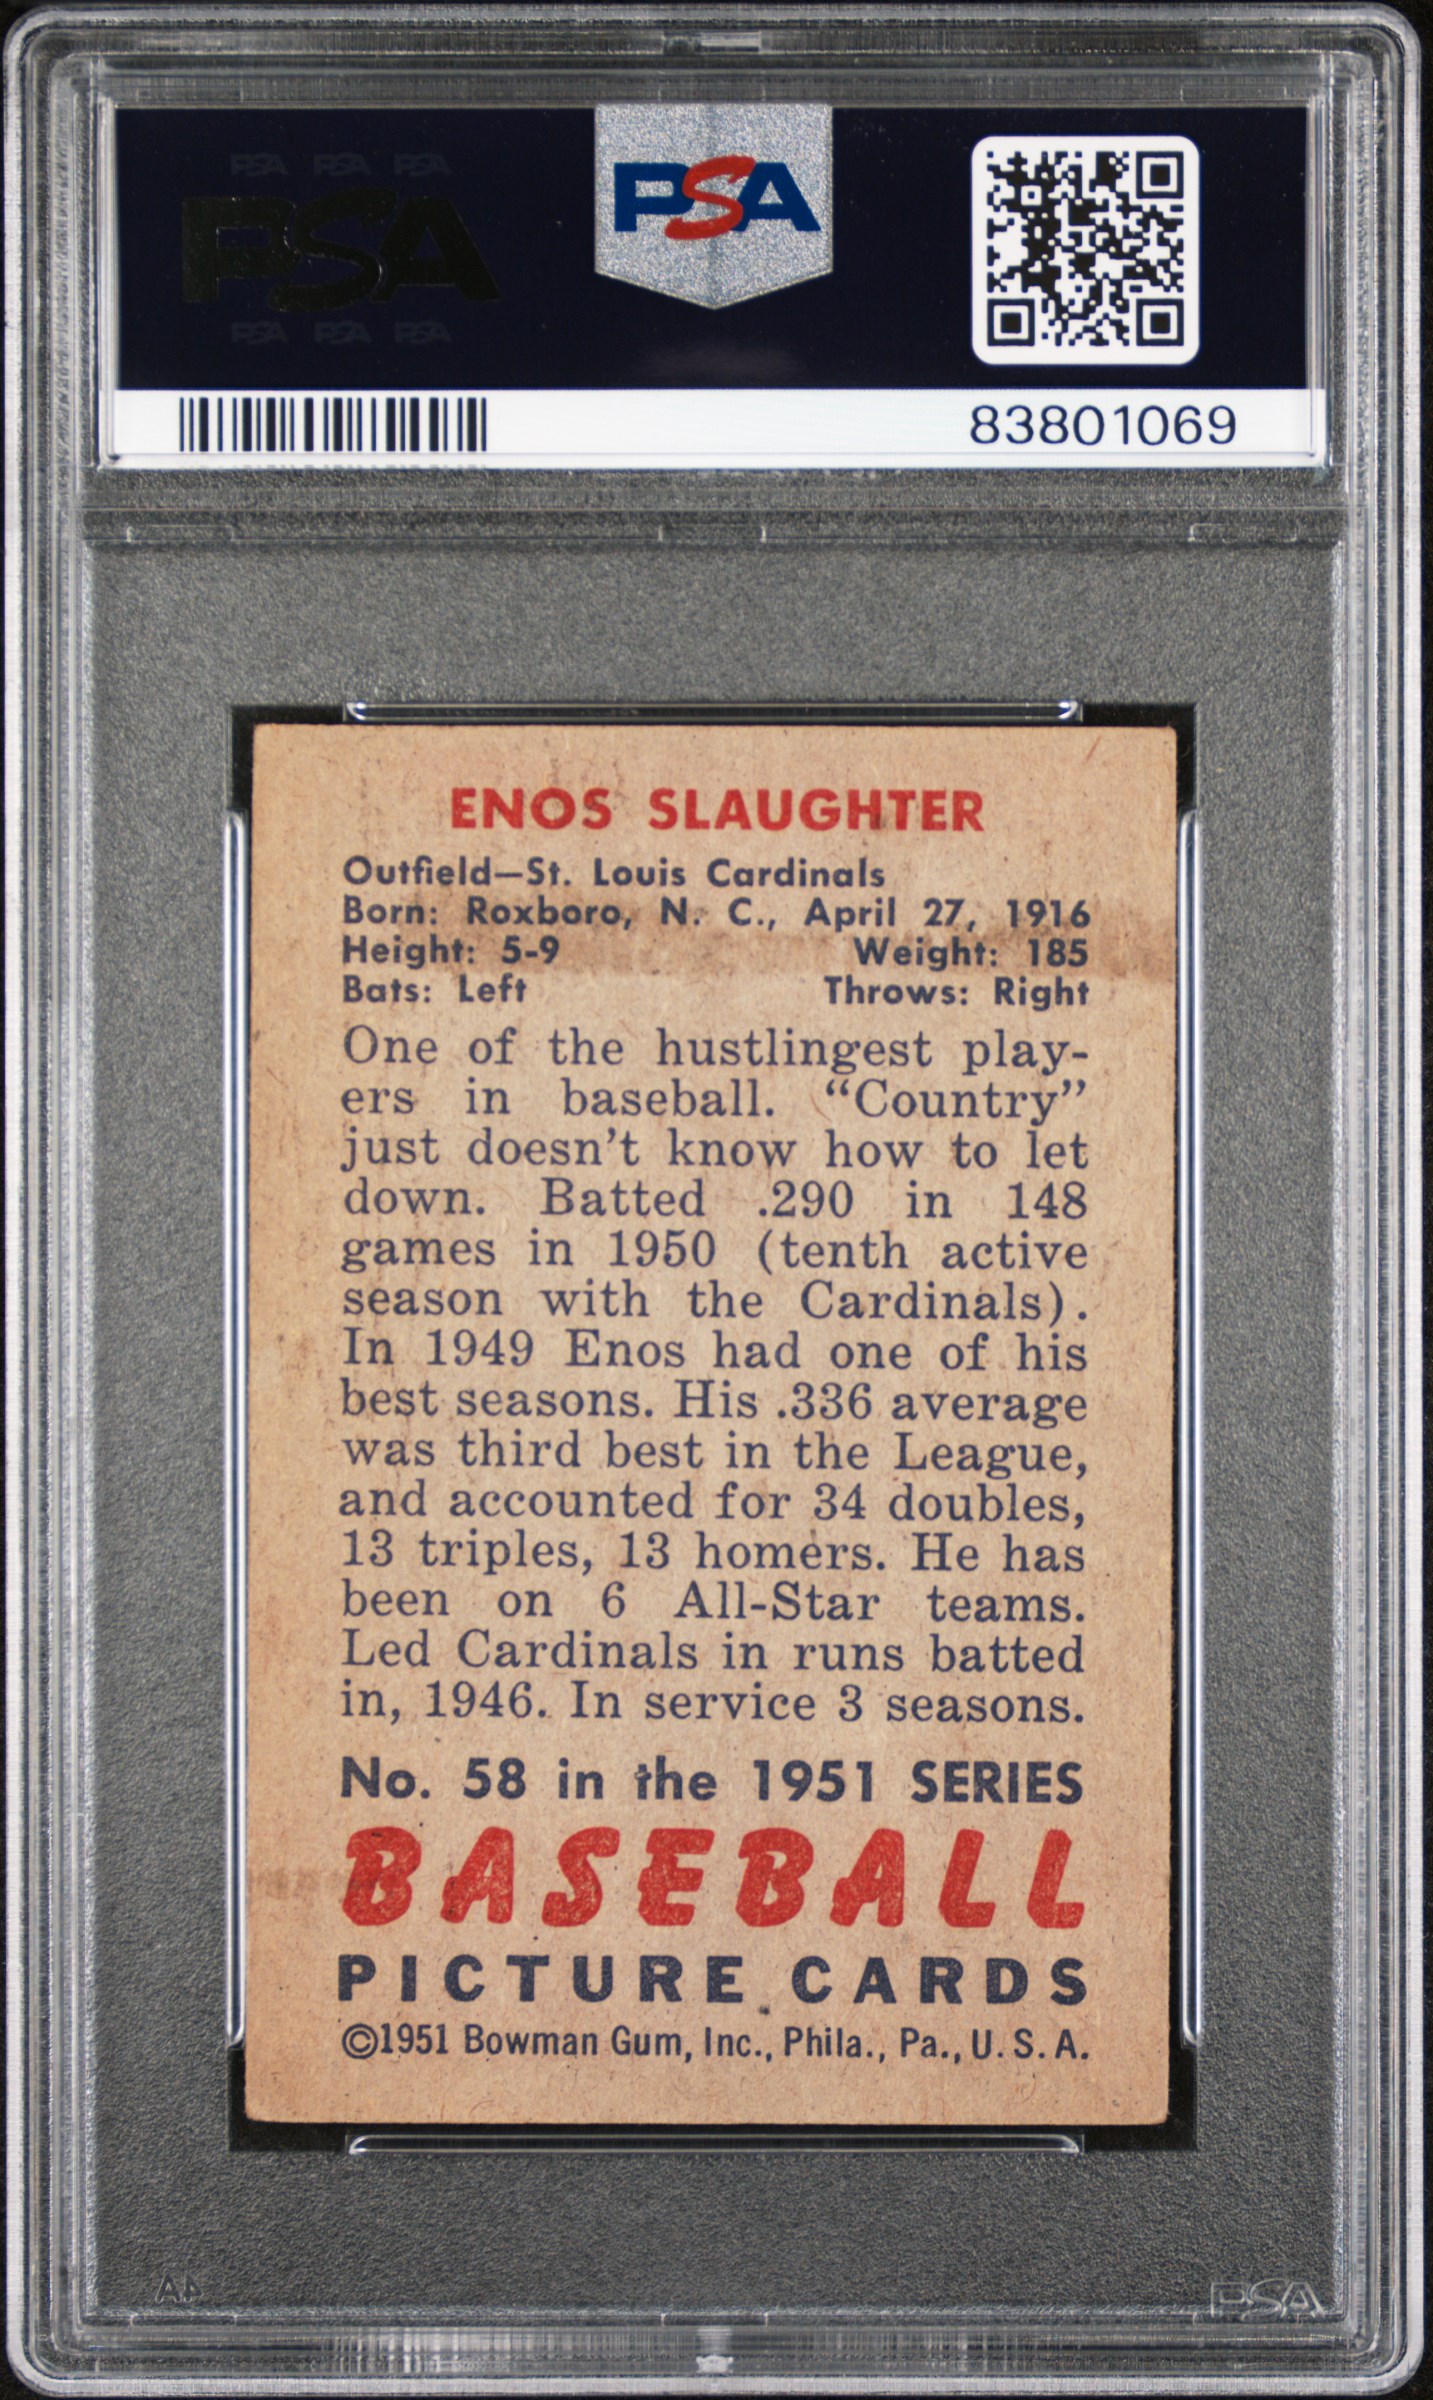 PSA PSA PSA
PSA
PSA PSA PSA
PSA
83801069
ENOS SLAUGHTER
Outfield—St. Louis Cardinals
Born: Roxboro, N. C., April 27, 1916
Height: 5-9 Weight: 185
Bats: Left Throws: Right
One of the hustlingest play-
ers in baseball. “Country”
just doesn’t know how to let
down. Batted .290 in 148
games in 1950 (tenth active
season with the Cardinals).
In 1949 Enos had one of his
best seasons. His .336 average
was third best in the League,
and accounted for 34 doubles,
13 triples, 13 homers. He has
been on 6 All-Star teams.
Led Cardinals in runs batted
in, 1946. In service 3 seasons.
No. 58 in the 1951 SERIES
BASEBALL
PICTURE CARDS
©1951 Bowman Gum, Inc., Phila., Pa., U. S. A.
PSA